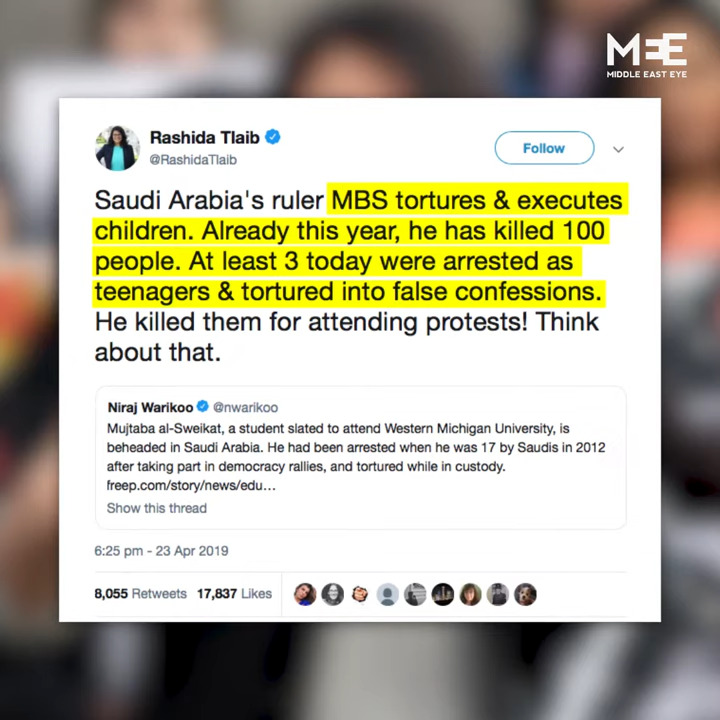 MEE
MIDDLE EAST EYE
Rashida Tlaib
@RashidaTlaib
Follow
Saudi Arabia's ruler MBS tortures & executes
children. Already this year, he has killed 100
people. At least 3 today were arrested as
teenagers & tortured into false confessions.
He killed them for attending protests! Think
about that.
Niraj Warikoo @nwarikoo
Mujtaba al-Sweikat, a student slated to attend Western Michigan University, is
beheaded in Saudi Arabia. He had been arrested when he was 17 by Saudis in 2012
after taking part in democracy rallies, and tortured while in custody.
freep.com/story/news/edu…
Show this thread
6:25 pm - 23 Apr 2019
8,055 Retweets 17,837 Likes